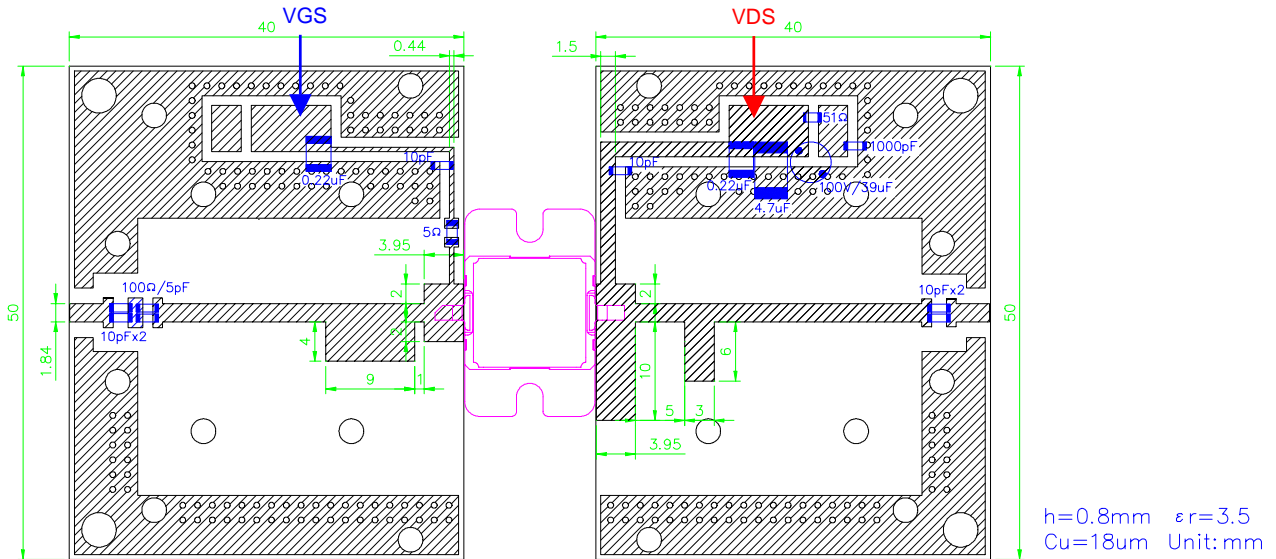 VGS
VDS
40
40
0.44
1.5
51Ω
1000pF
10pF
10pF
0.22uF
0.22uF
100V/39uF
4.7uF
5Ω
3.95
2
2
100Ω/5pF
10pFx2
10pFx2
50
50
1.84
4
2
10
6
9
1
5
3
3.95
h=0.8mm εr=3.5
Cu=18um Unit:mm